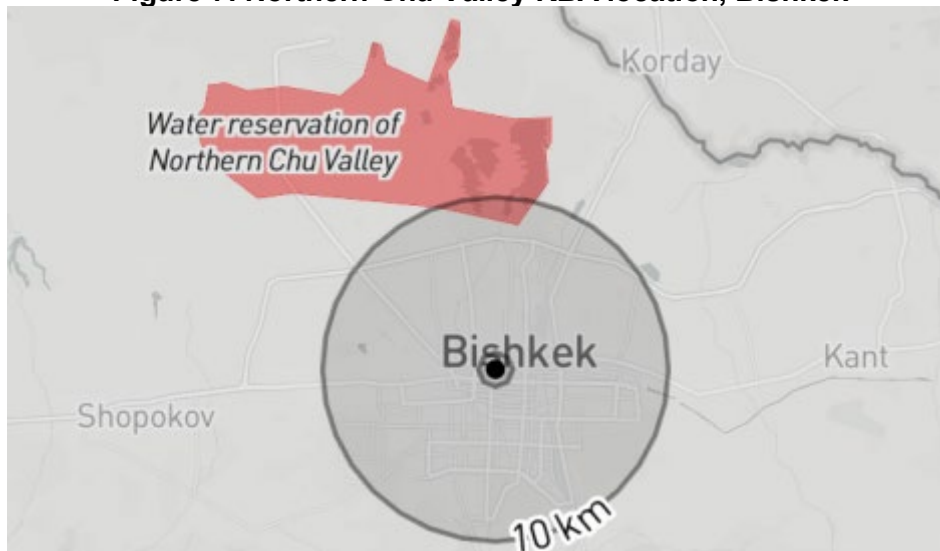 Korday
Water reservation of
Northern Chu Valley
Bishkek
Kant
Shopokov
10 km